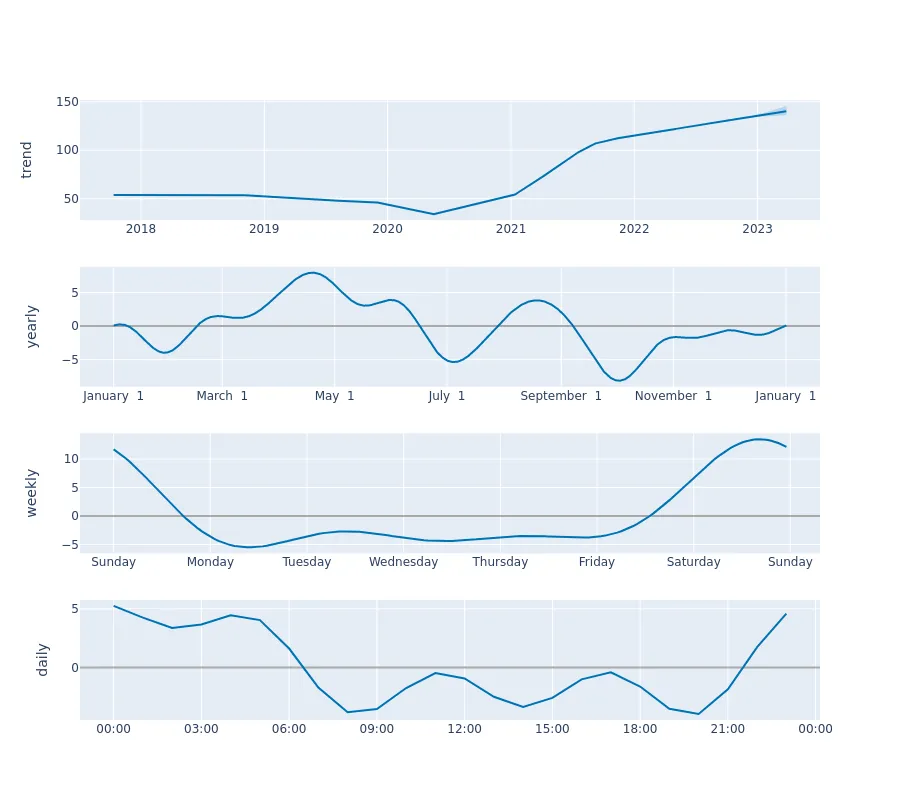 trend
150
100
50
2018 2019 2020 2021 2022 2023
yearly
5
0
−5
January 1 March 1 May 1 July 1 September 1 November 1 January 1
weekly
10
5
0
−5
Sunday Monday Tuesday Wednesday Thursday Friday Saturday Sunday
daily
5
0
00:00 03:00 06:00 09:00 12:00 15:00 18:00 21:00 00:00